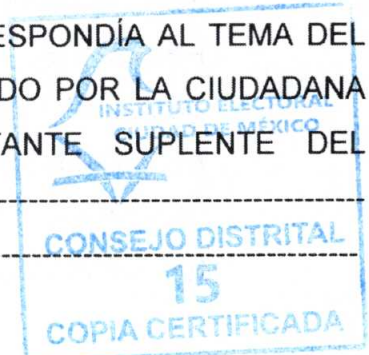 ESPONDÍA AL TEMA DEL
DO POR LA CIUDADANA
INSTITUTO ELECTORAL
CIUDAD DE MÉXICO
TANTE SUPLENTE DEL
CONSEJO DISTRITAL
15
COPIA CERTIFICADA